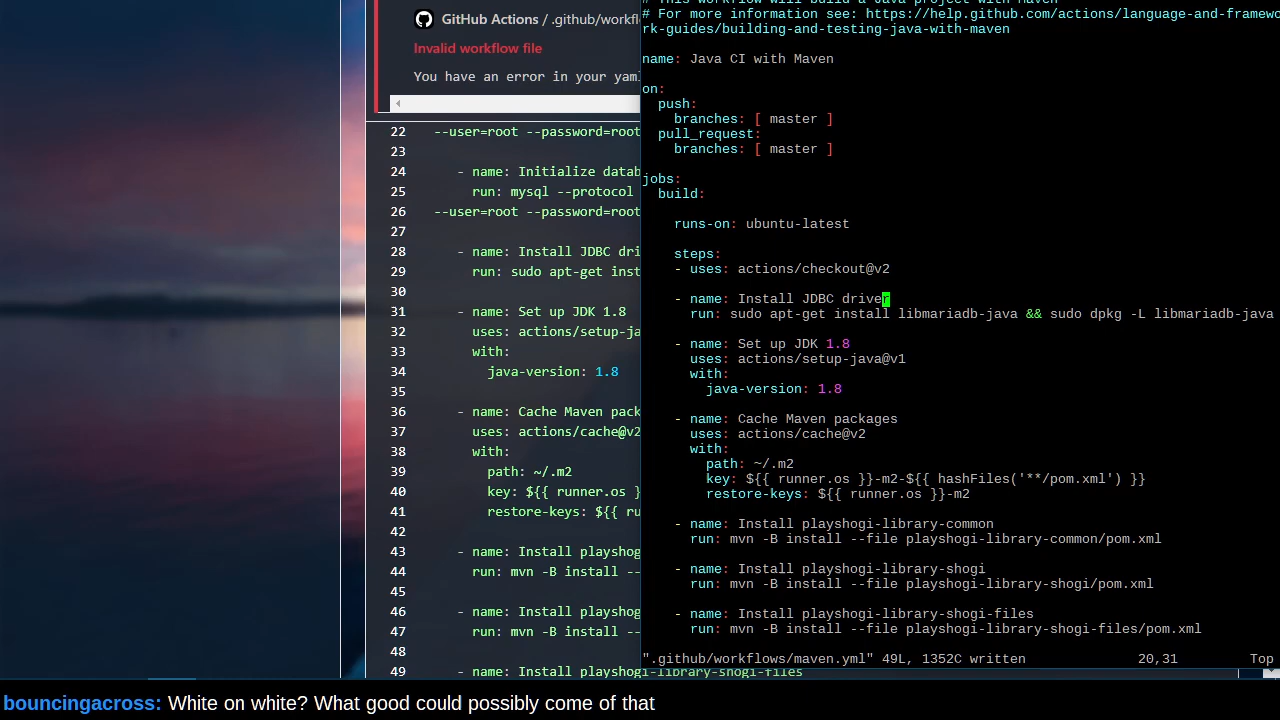 GitHub Actions / .github/workfl
Invalid workflow file
You have an error in your yaml
22 --user=root --password=root
23
24 - name: Initialize datab
25 run: mysql --protocol
26 --user=root --password=root
27
28 - name: Install JDBC dri
29 run: sudo apt-get inst
30
31 - name: Set up JDK 1.8
32 uses: actions/setup-ja
33 with:
34 java-version: 1.8
35
36 - name: Cache Maven pack
37 uses: actions/cache@v2
38 with:
39 path: ~/.m2
40 key: ${{ runner.os }
41 restore-keys: ${{ ru
42
43 - name: Install playshog
44 run: mvn -B install --
45
46 - name: Install playshog
47 run: mvn -B install --
48
49 - name: Install playshogi-library-shogi-files
# This workflow will build a Java project with Maven
# For more information see: https://help.github.com/actions/language-and-framewo
rk-guides/building-and-testing-java-with-maven
name: Java CI with Maven
on:
push:
branches: [ master ]
pull_request:
branches: [ master ]
jobs:
build:
runs-on: ubuntu-latest
steps:
- uses: actions/checkout@v2
- name: Install JDBC driver
run: sudo apt-get install libmariadb-java && sudo dpkg -L libmariadb-java
- name: Set up JDK 1.8
uses: actions/setup-java@v1
with:
java-version: 1.8
- name: Cache Maven packages
uses: actions/cache@v2
with:
path: ~/.m2
key: ${{ runner.os }}-m2-${{ hashFiles('**/pom.xml') }}
restore-keys: ${{ runner.os }}-m2
- name: Install playshogi-library-common
run: mvn -B install --file playshogi-library-common/pom.xml
- name: Install playshogi-library-shogi
run: mvn -B install --file playshogi-library-shogi/pom.xml
- name: Install playshogi-library-shogi-files
run: mvn -B install --file playshogi-library-shogi-files/pom.xml
".github/workflows/maven.yml" 49L, 1352C written 20,31 Top
bouncingacross: White on white? What good could possibly come of that